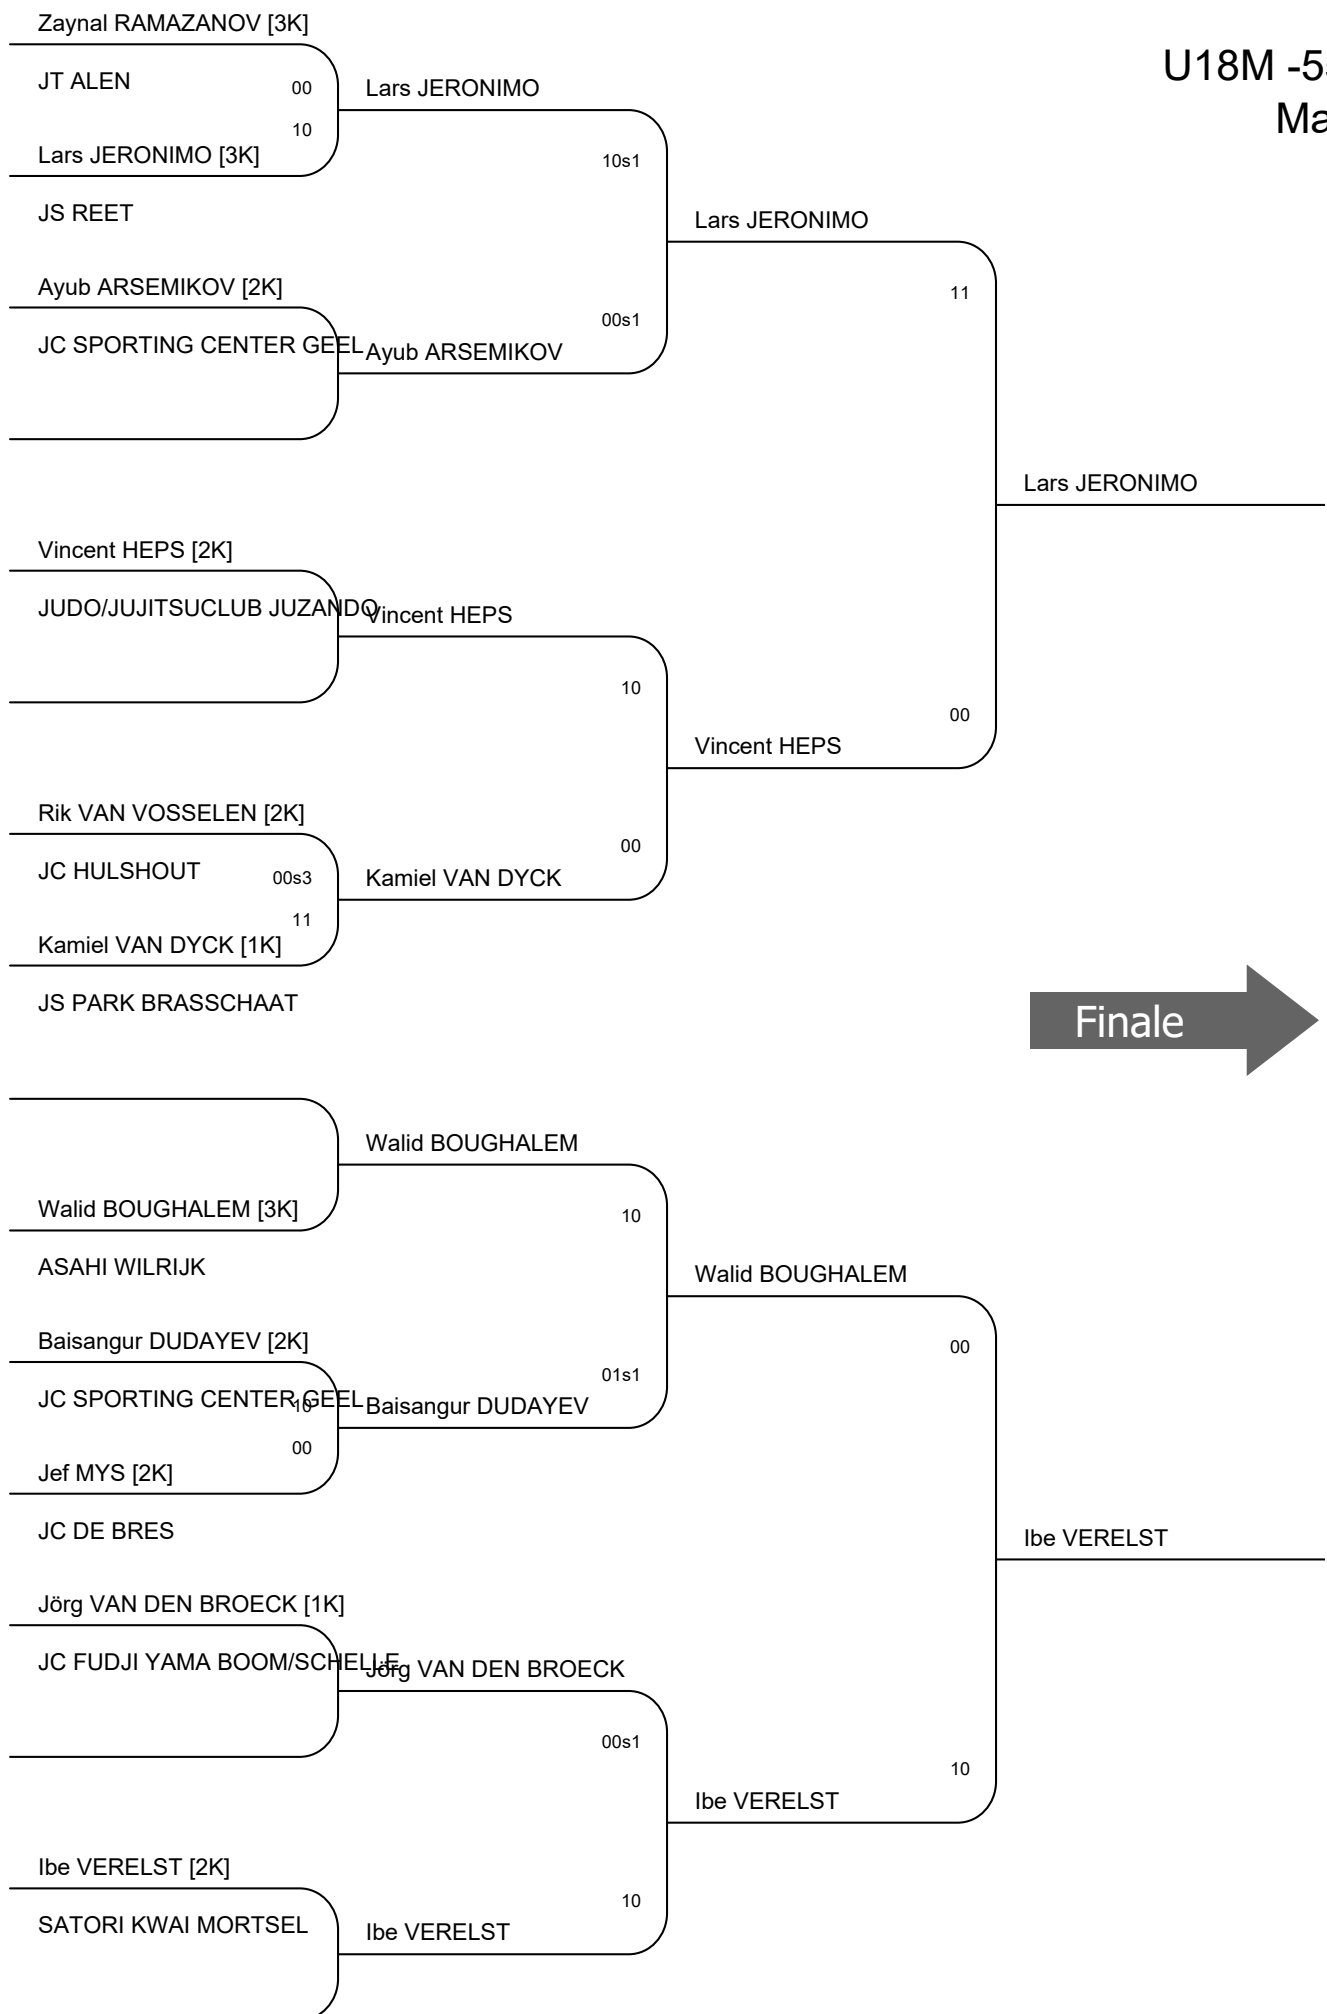 Zaynal RAMAZANOV [3K]
U18M -5
Ma
JT ALEN
00
Lars JERONIMO
10
Lars JERONIMO [3K]
10s1
JS REET
Lars JERONIMO
Ayub ARSEMIKOV [2K]
11
00s1
JC SPORTING CENTER GEEL
Ayub ARSEMIKOV
Lars JERONIMO
Vincent HEPS [2K]
JUDO/JUJITSUCLUB JUZANDO
Vincent HEPS
10
00
Vincent HEPS
Rik VAN VOSSELEN [2K]
00
JC HULSHOUT
00s3
Kamiel VAN DYCK
11
Kamiel VAN DYCK [1K]
JS PARK BRASSCHAAT
Finale
Walid BOUGHALEM
Walid BOUGHALEM [3K]
10
ASAHI WILRIJK
Walid BOUGHALEM
Baisangur DUDAYEV [2K]
00
01s1
JC SPORTING CENTER GEEL
10
Baisangur DUDAYEV
00
Jef MYS [2K]
JC DE BRES
Ibe VERELST
Jörg VAN DEN BROECK [1K]
JC FUDJI YAMA BOOM/SCHELLE
Jörg VAN DEN BROECK
00s1
10
Ibe VERELST
Ibe VERELST [2K]
10
SATORI KWAI MORTSEL
Ibe VERELST